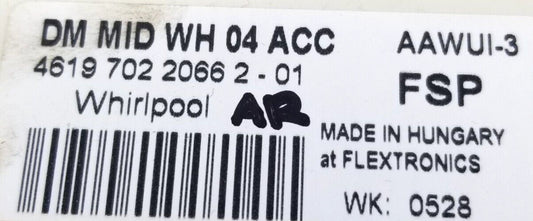 DM MID WH 04 ACC
4619 702 2066 2 - 01
Whirlpool AR
AAWUI-3
FSP
MADE IN HUNGARY
at FLEXTRONICS
WK: 0528